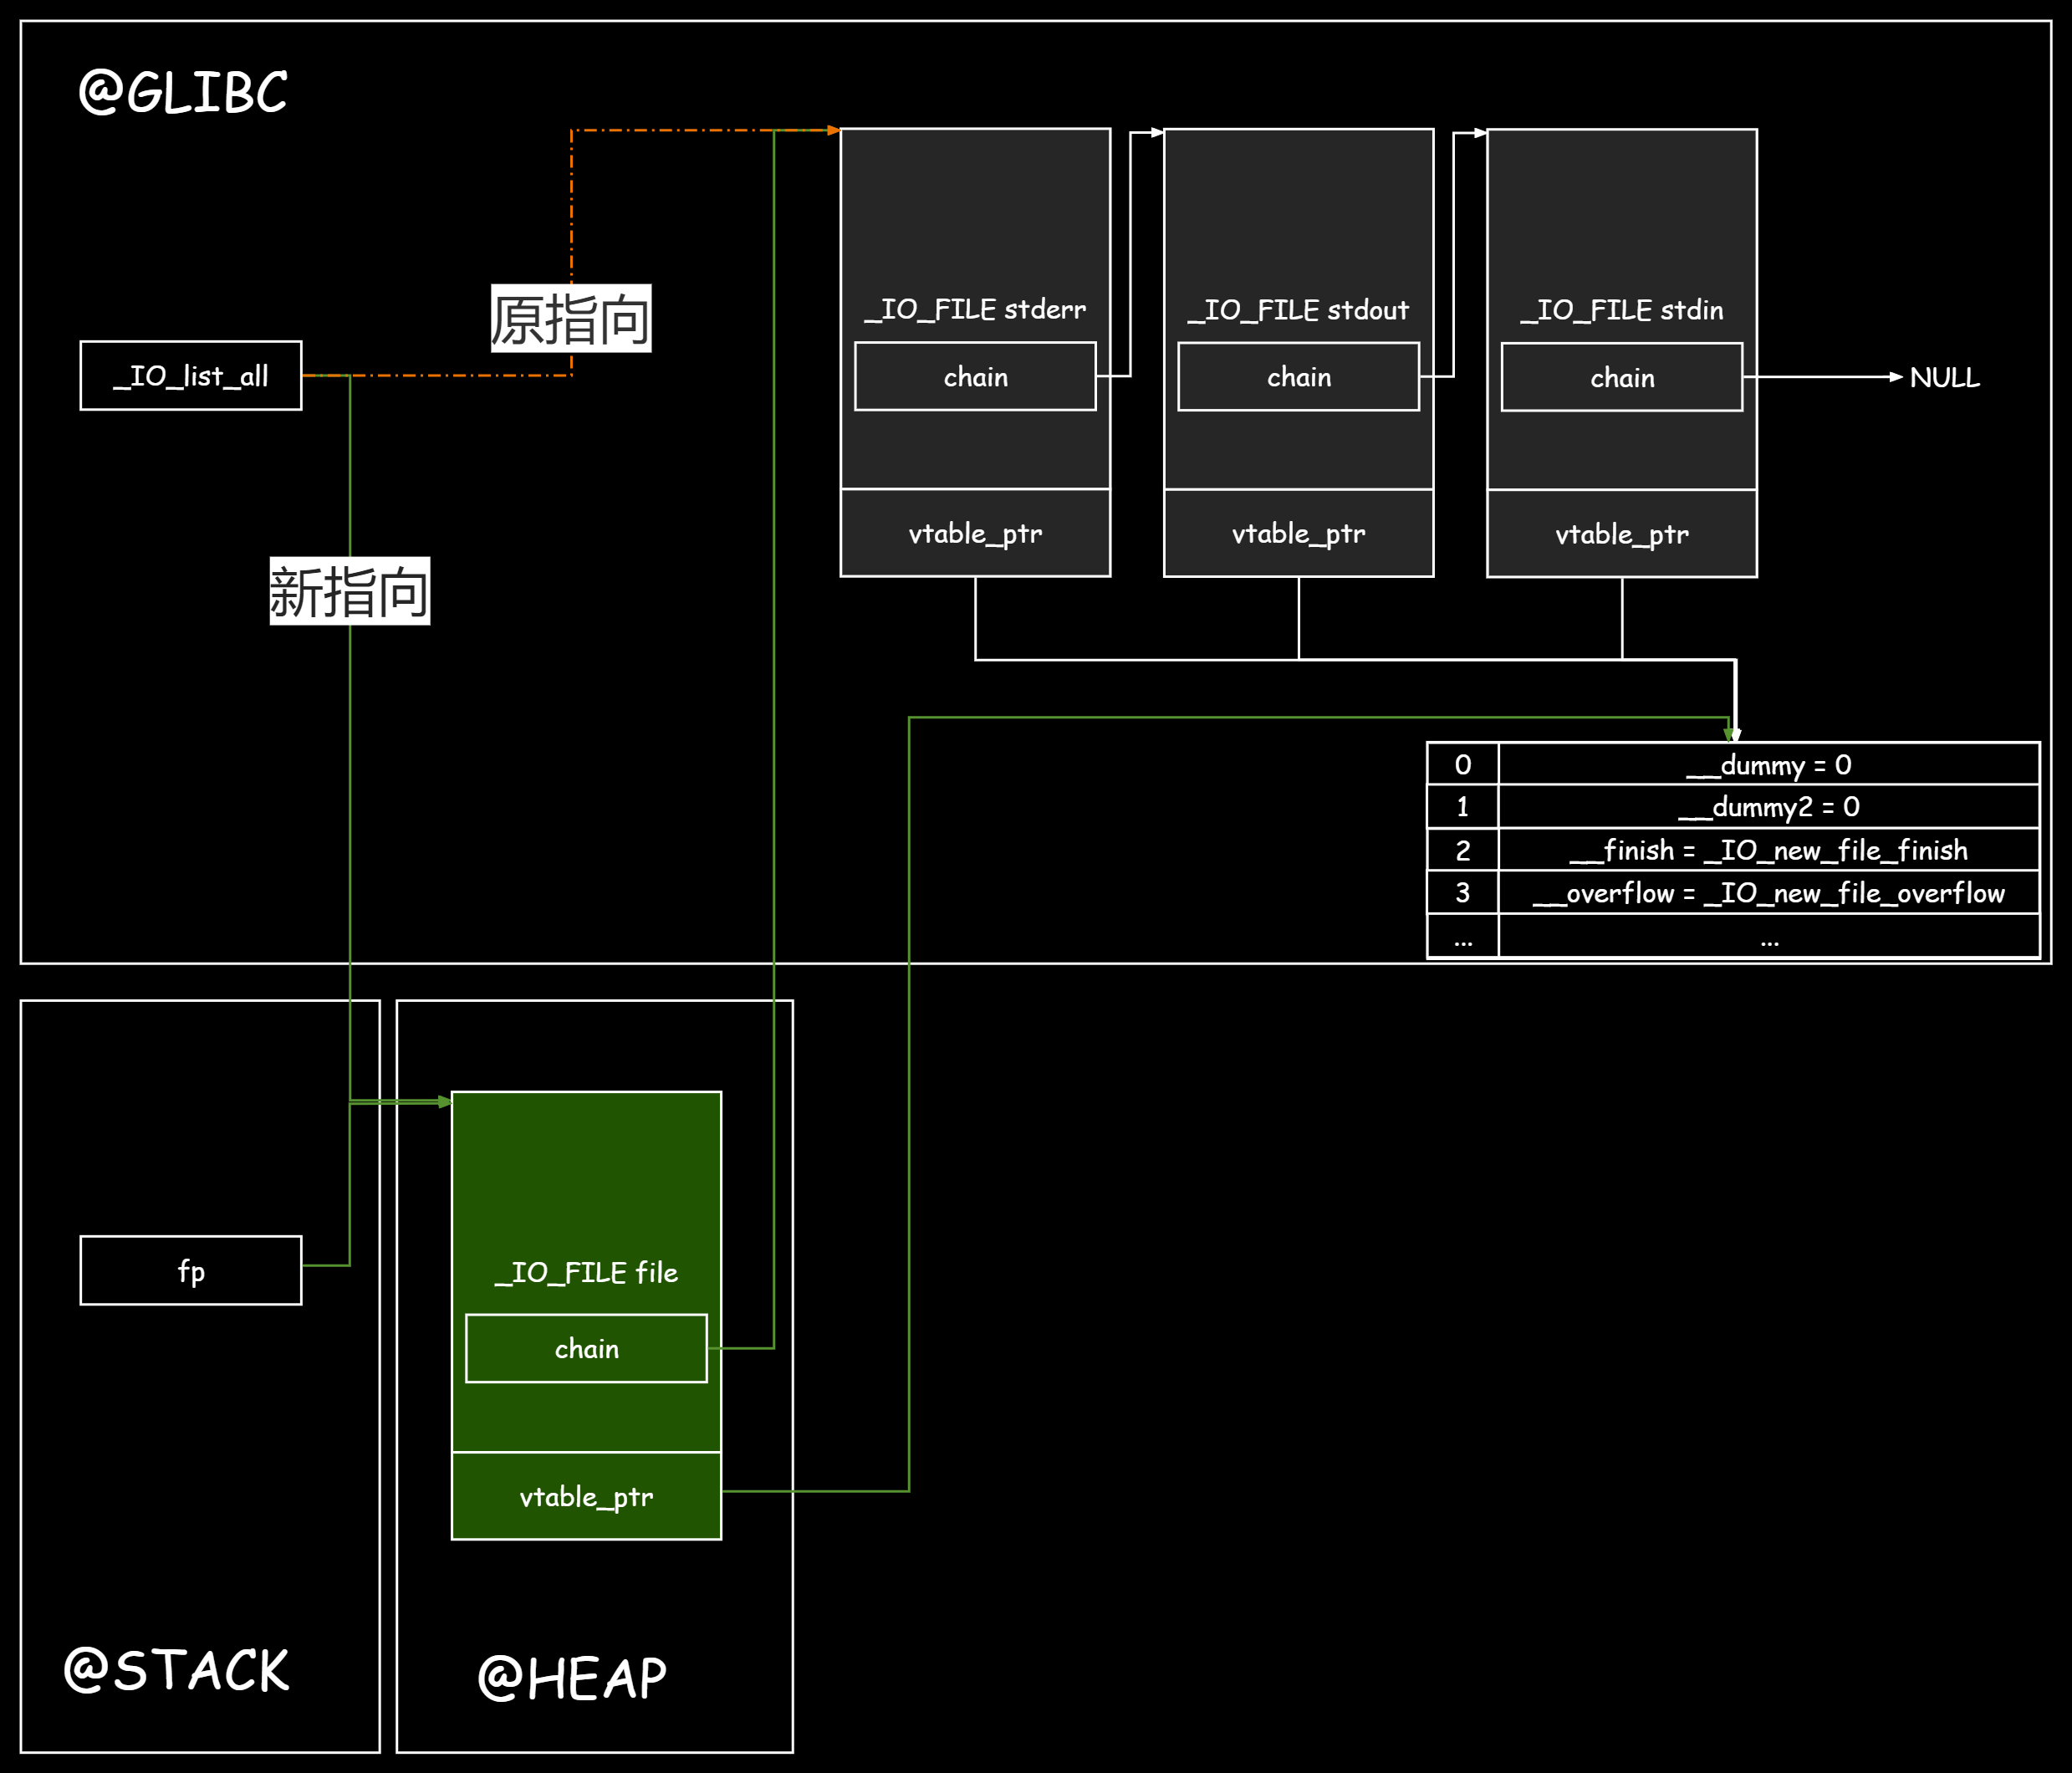 @GLIBC
原指向
_IO_list_all
新指向
_IO_FILE stderr
chain
vtable_ptr
_IO_FILE stdout
chain
vtable_ptr
_IO_FILE stdin
chain
vtable_ptr
NULL
0 __dummy = 0
1 __dummy2 = 0
2 __finish = _IO_new_file_finish
3 __overflow = _IO_new_file_overflow
... ...
fp
@STACK
_IO_FILE file
chain
vtable_ptr
@HEAP